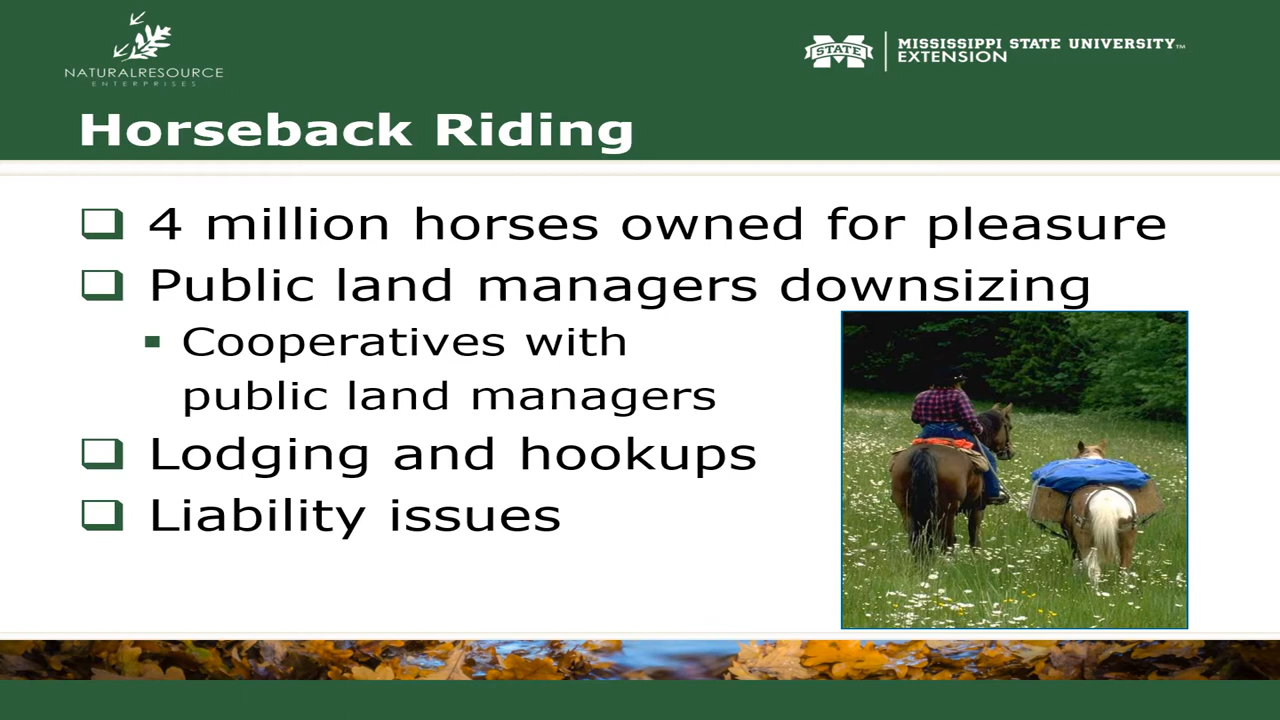 NATURALRESOURCE
ENTERPRISES
STATE
MISSISSIPPI STATE UNIVERSITY™
EXTENSION
Horseback Riding
4 million horses owned for pleasure
Public land managers downsizing
Cooperatives with
public land managers
Lodging and hookups
Liability issues